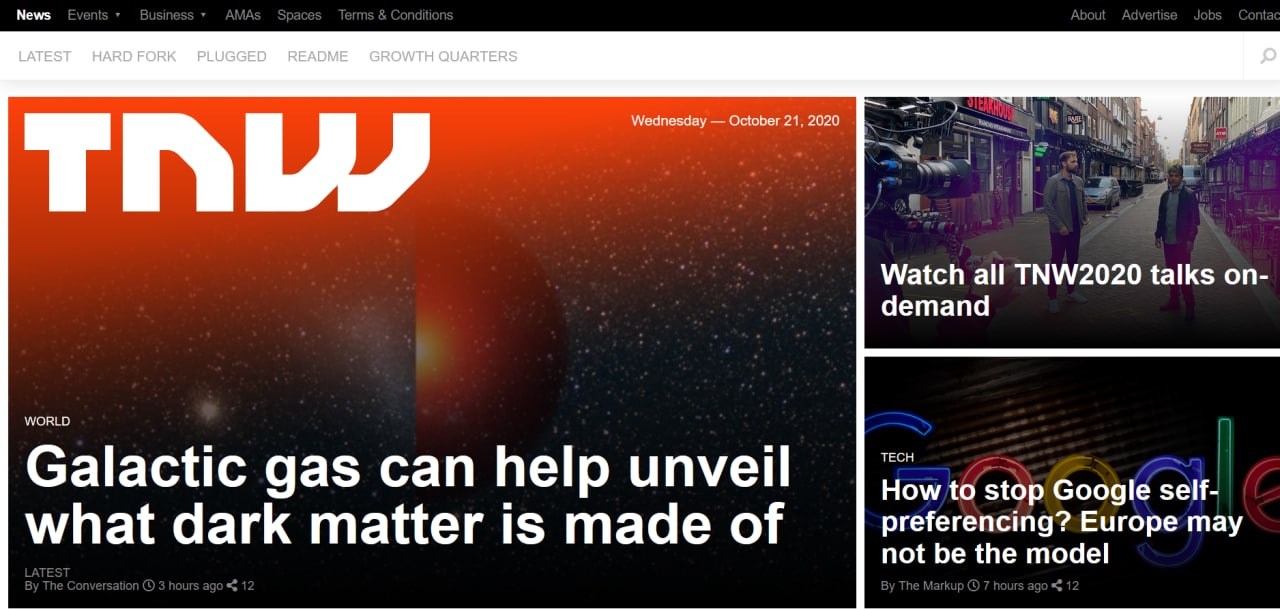 News Events Business AMAs Spaces Terms & Conditions About Advertise Jobs Contac
LATEST HARD FORK PLUGGED README GROWTH QUARTERS
TNW
Wednesday — October 21, 2020
WORLD
Galactic gas can help unveil
what dark matter is made of
LATEST
By The Conversation 3 hours ago 12
STEAKHOUSE
Watch all TNW2020 talks on-
demand
Google
TECH
How to stop Google self-
preferencing? Europe may
not be the model
By The Markup 7 hours ago 12